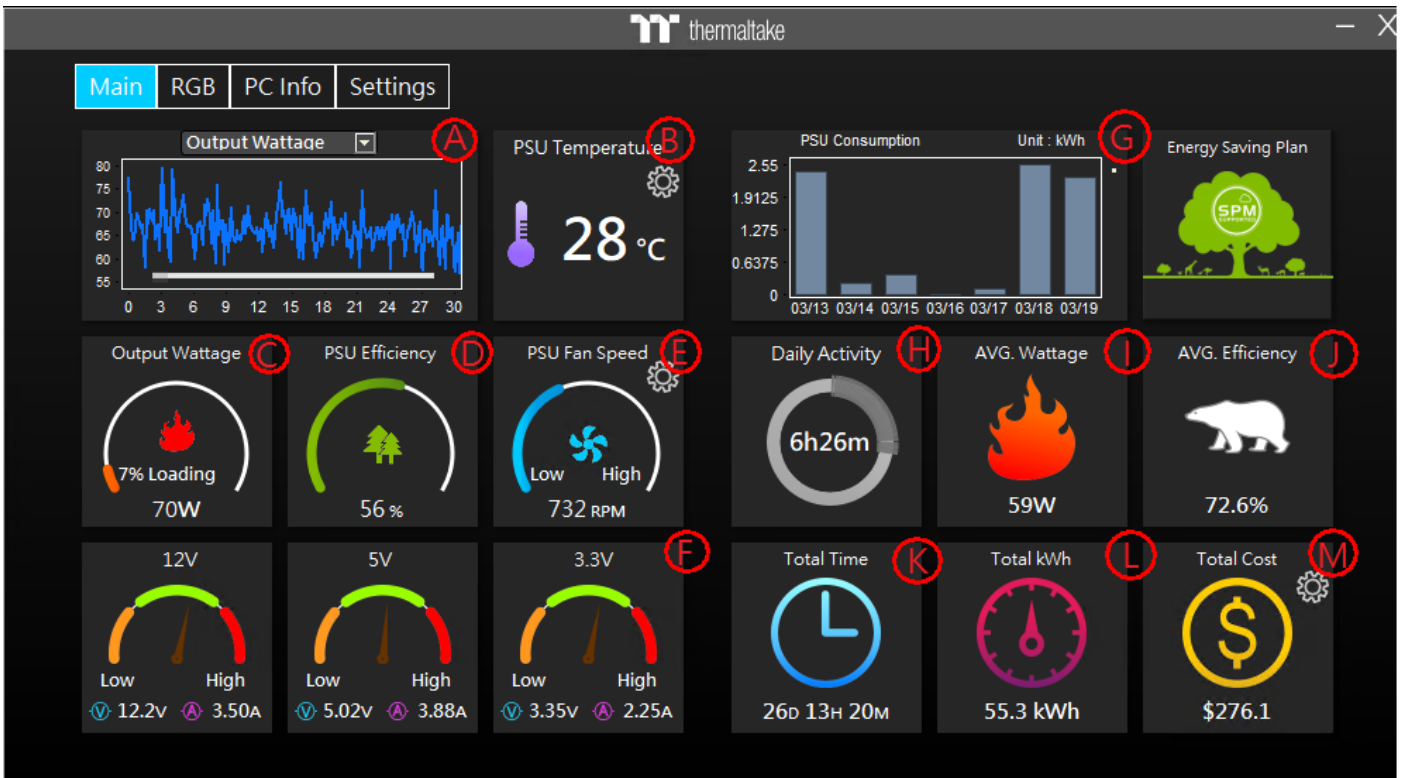 thermaltake
Main RGB PC Info Settings
Output Wattage
A
80
75
70
65
60
55
0 3 6 9 12 15 18 21 24 27 30
PSU Temperature
B
28 °C
PSU Consumption Unit : kWh
G
2.55
1.9125
1.275
0.6375
0
03/13 03/14 03/15 03/16 03/17 03/18 03/19
Energy Saving Plan
SPM
SUPPORTED
Output Wattage
C
7% Loading
70W
PSU Efficiency
D
56 %
PSU Fan Speed
E
Low High
732 RPM
Daily Activity
H
6h26m
AVG. Wattage
I
59W
AVG. Efficiency
J
72.6%
12V
Low High
V 12.2V A 3.50A
5V
Low High
V 5.02V A 3.88A
3.3V
F
Low High
V 3.35V A 2.25A
Total Time
K
26D 13H 20M
Total kWh
L
55.3 kWh
Total Cost
M
$
$276.1